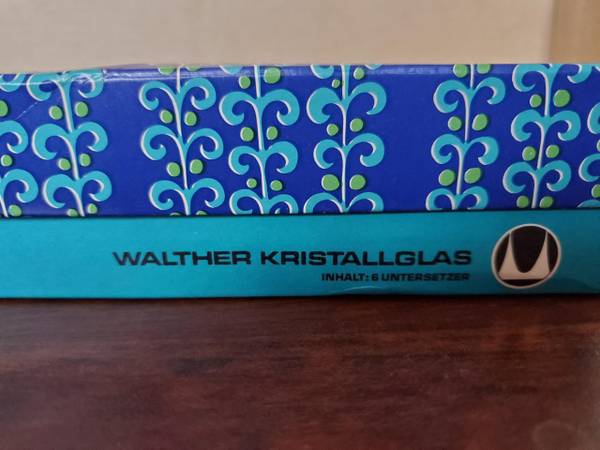 WALTHER KRISTALLGLAS
INHALT: 6 UNTERSETZER